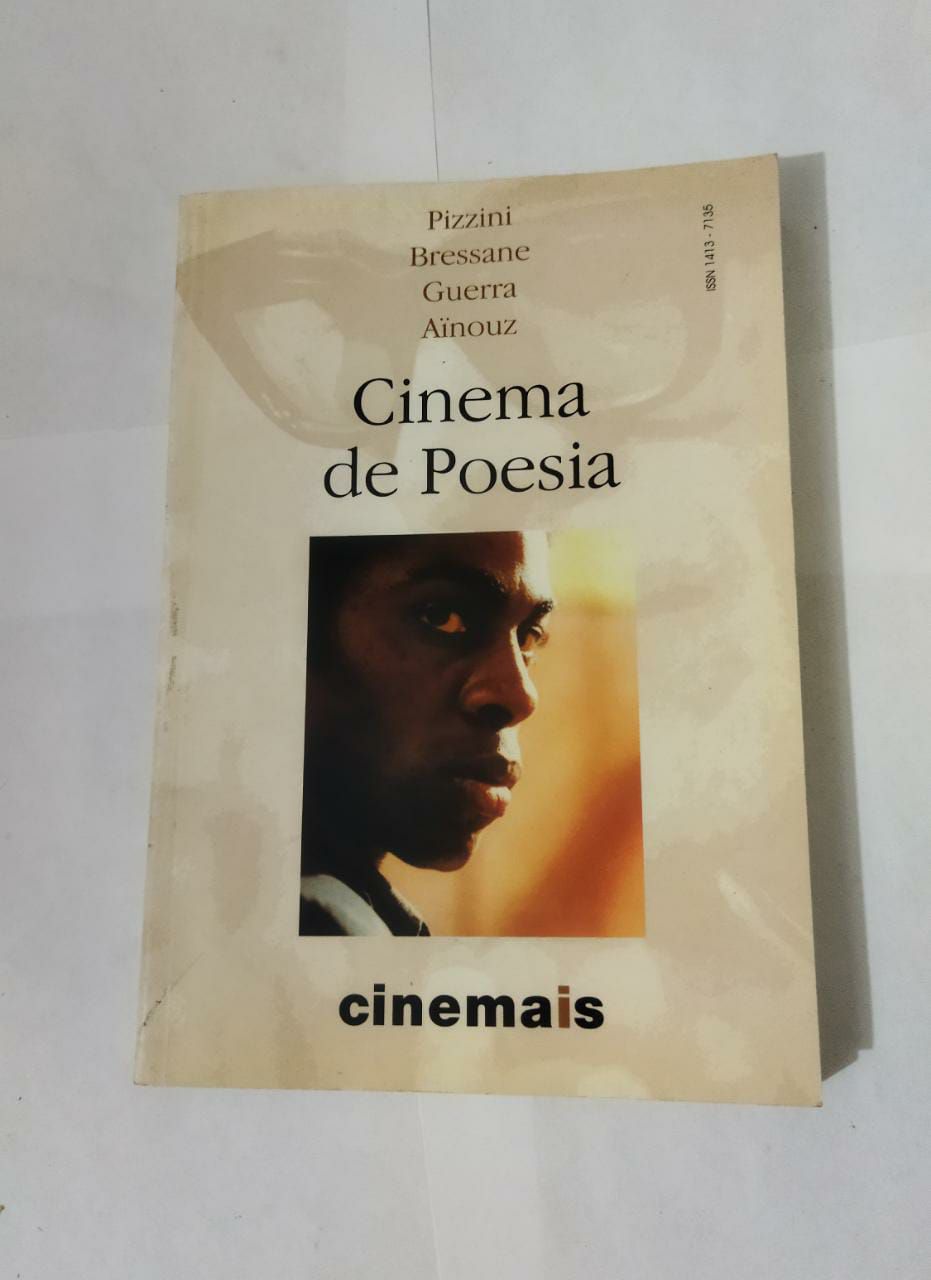 Pizzini
Bressane
Guerra
Aïnouz
ISSN 1413 - 7135
Cinema
de Poesia
cinemais